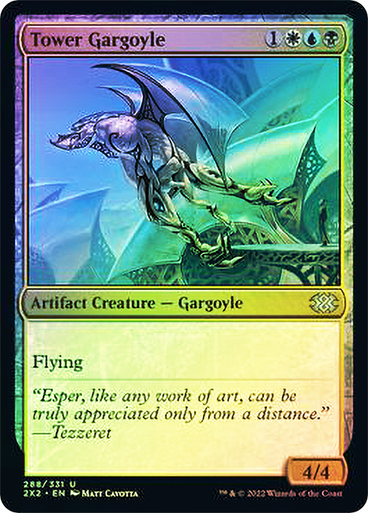 Tower Gargoyle 1
Artifact Creature — Gargoyle
Flying
“Esper, like any work of art, can be
truly appreciated only from a distance.”
—Tezzeret
4/4
288/331 U
2X2 • EN Matt Cavotta
™ & © 2022 Wizards of the Coast